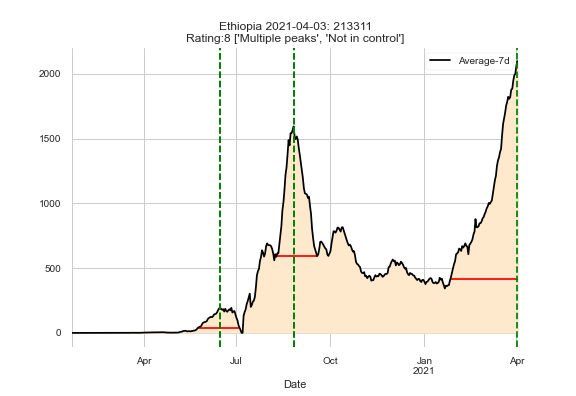 Ethiopia 2021-04-03: 213311
Rating:8 ['Multiple peaks', 'Not in control']
Average-7d
2000
1500
1000
500
0
Apr Jul Oct Jan Apr
2021
Date